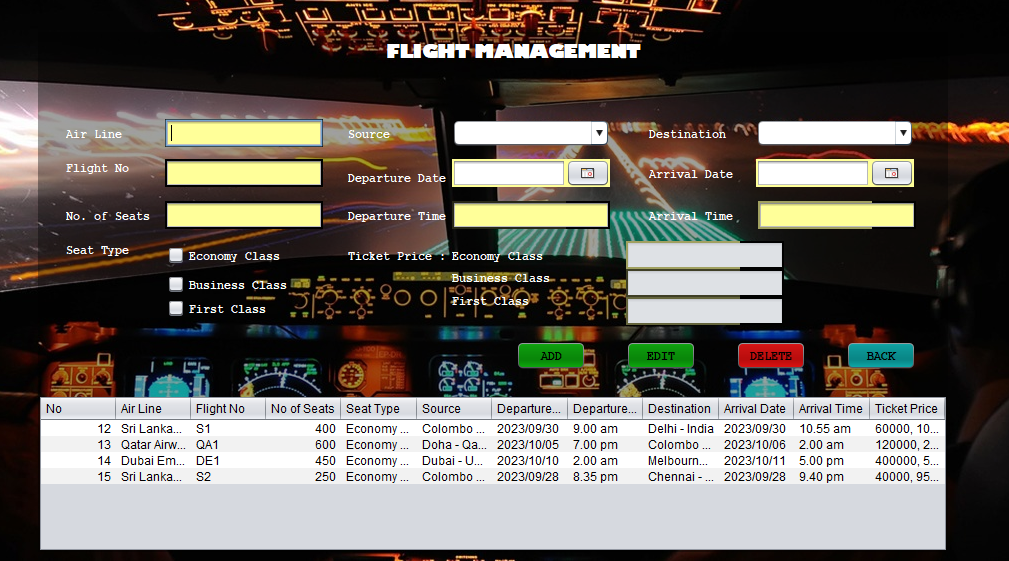 FLIGHT MANAGEMENT
Air Line Source Destination
Flight No Departure Date Arrival Date
No. of Seats Departure Time Arrival Time
Seat Type Economy Class Ticket Price : Economy Class
Business Class Business Class
First Class First Class
ADD EDIT DELETE BACK
No Air Line Flight No No of Seats Seat Type Source Departure... Departure... Destination Arrival Date Arrival Time Ticket Price
12 Sri Lanka... S1 400 Economy ... Colombo ... 2023/09/30 9.00 am Delhi - India 2023/09/30 10.55 am 60000, 10...
13 Qatar Airw... QA1 600 Economy ... Doha - Qa... 2023/10/05 7.00 pm Colombo ... 2023/10/06 2.00 am 120000, 2...
14 Dubai Em... DE1 450 Economy ... Dubai - U... 2023/10/10 2.00 am Melbourn... 2023/10/11 5.00 pm 400000, 5...
15 Sri Lanka... S2 250 Economy ... Colombo ... 2023/09/28 8.35 pm Chennai - ... 2023/09/28 9.40 pm 40000, 95...